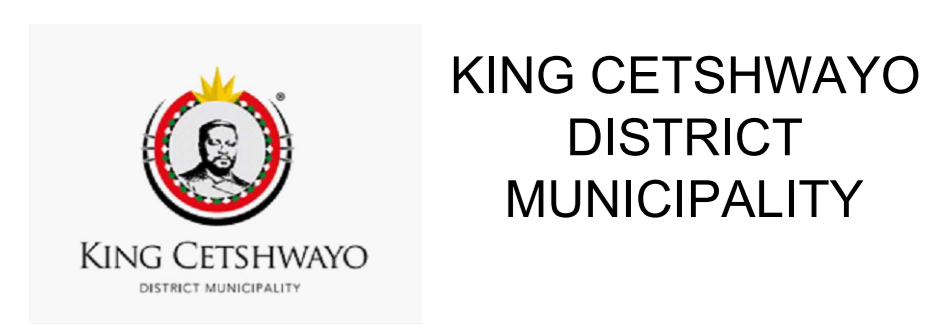 ®
KING CETSHWAYO
DISTRICT MUNICIPALITY
KING CETSHWAYO
DISTRICT
MUNICIPALITY